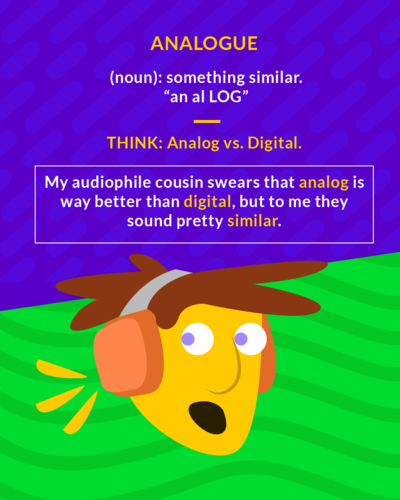 ANALOGUE
(noun): something similar.
“an al LOG”
THINK: Analog vs. Digital.
My audiophile cousin swears that analog is
way better than digital, but to me they
sound pretty similar.